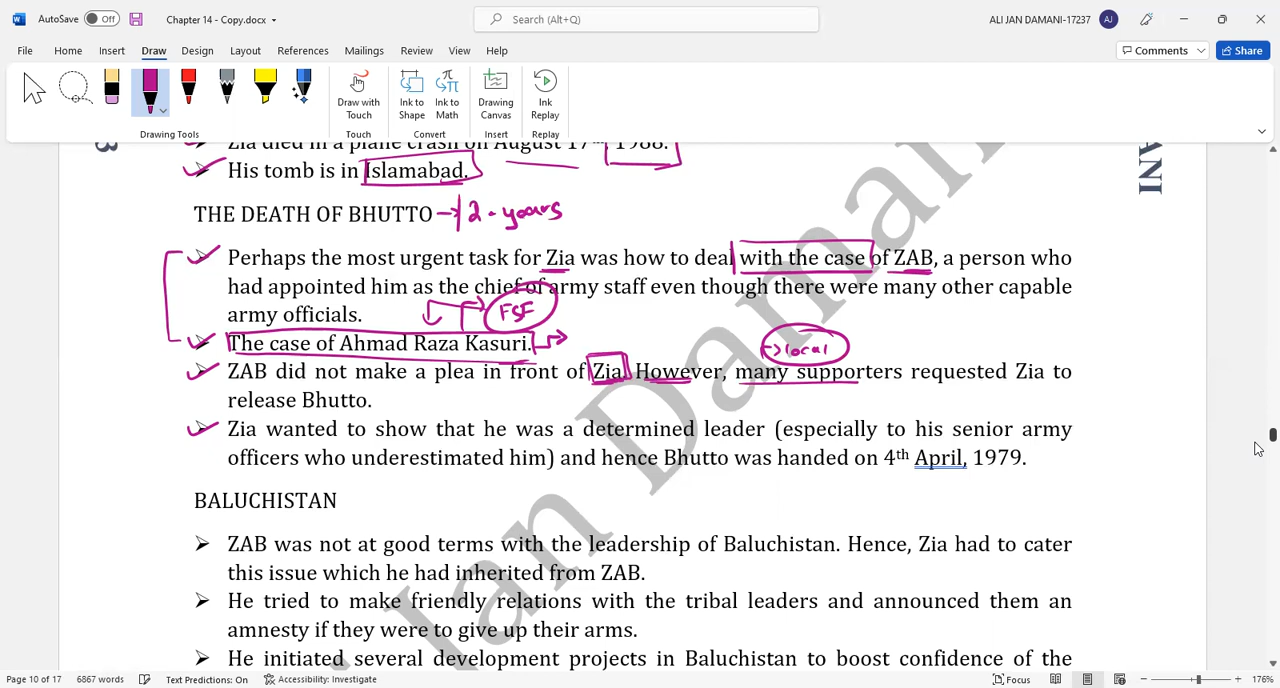 AutoSave Off Chapter 14 - Copy.docx Search (Alt+Q) ALI JAN DAMANI-17237 AJ
File Home Insert Draw Design Layout References Mailings Review View Help Comments Share
Draw with Touch Ink to Shape Ink to Math Drawing Canvas Ink Replay
Drawing Tools Touch Convert Insert Replay
Zia died in a plane crash on August 17th, 1988.
His tomb is in Islamabad.
THE DEATH OF BHUTTO → 2 - years
Perhaps the most urgent task for Zia was how to deal with the case of ZAB, a person who
had appointed him as the chief of army staff even though there were many other capable
army officials. FSF
The case of Ahmad Raza Kasuri. → local
ZAB did not make a plea in front of Zia. However, many supporters requested Zia to
release Bhutto.
Zia wanted to show that he was a determined leader (especially to his senior army
officers who underestimated him) and hence Bhutto was handed on 4th April, 1979.
BALUCHISTAN
ZAB was not at good terms with the leadership of Baluchistan. Hence, Zia had to cater
this issue which he had inherited from ZAB.
He tried to make friendly relations with the tribal leaders and announced them an
amnesty if they were to give up their arms.
He initiated several development projects in Baluchistan to boost confidence of the
Jan Damani
ANI
3
Page 10 of 17 6867 words Text Predictions: On Accessibility: Investigate Focus 176%